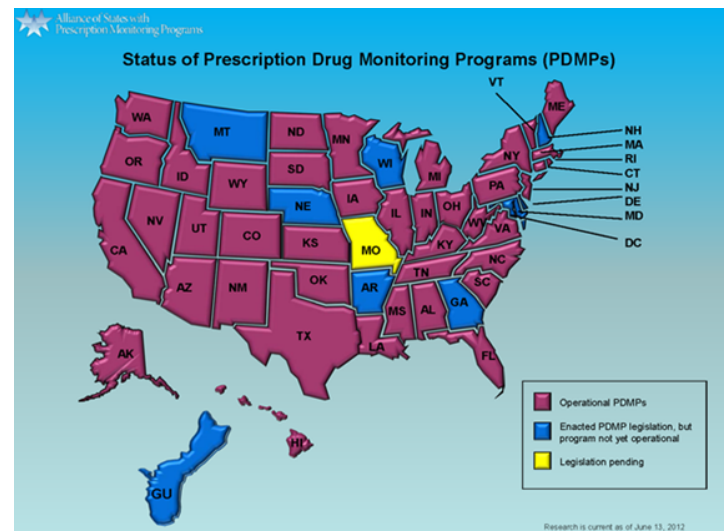 Alliance of States with
Prescription Monitoring Programs
Status of Prescription Drug Monitoring Programs (PDMPs)
VT
WA
MT
ND
MN
ME
NH
MA
RI
CT
NJ
DE
MD
DC
OR
ID
WY
SD
WI
MI
NY
PA
NV
UT
CO
NE
IA
IL
IN
OH
WV
VA
CA
KS
MO
KY
NC
AZ
NM
OK
AR
TN
SC
TX
LA
MS
AL
GA
FL
AK
HI
GU
Operational PDMPs
Enacted PDMP legislation, but
program not yet operational
Legislation pending
Research is current as of June 13, 2012